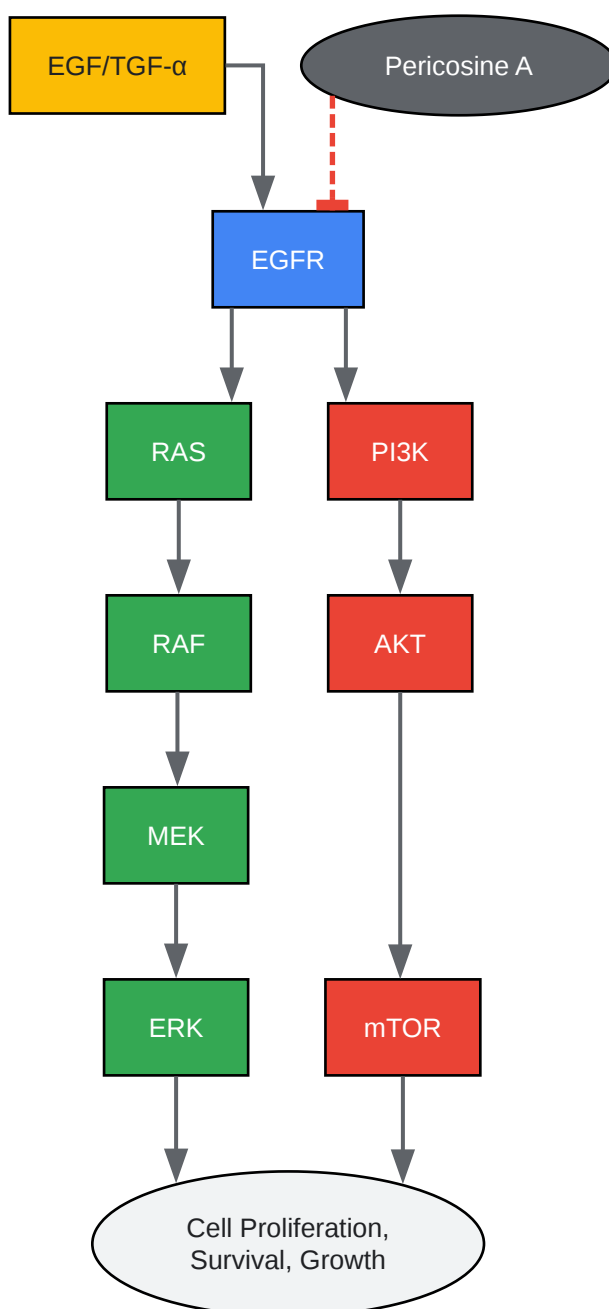 EGF/TGF-α
Pericosine A
EGFR
RAS
PI3K
RAF
AKT
MEK
ERK
mTOR
Cell Proliferation,
Survival, Growth